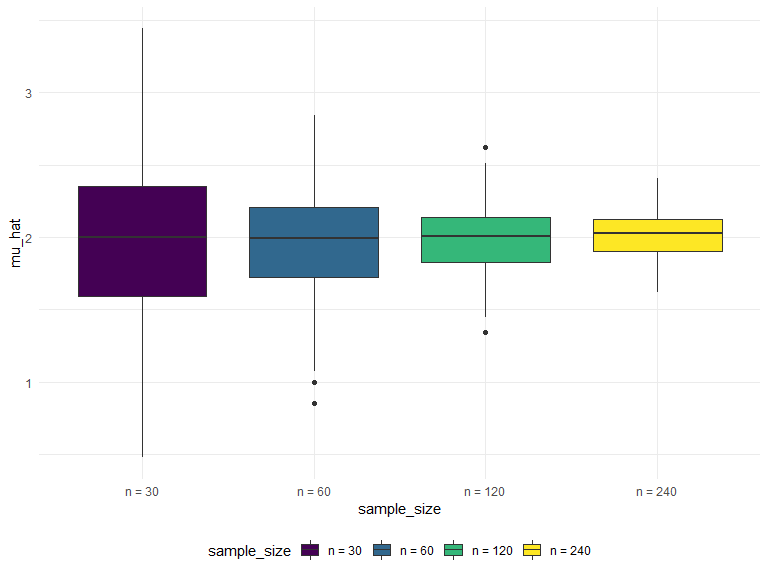 mu_hat
3
2
1
n = 30
n = 60
n = 120
n = 240
sample_size
sample_size n = 30 n = 60 n = 120 n = 240